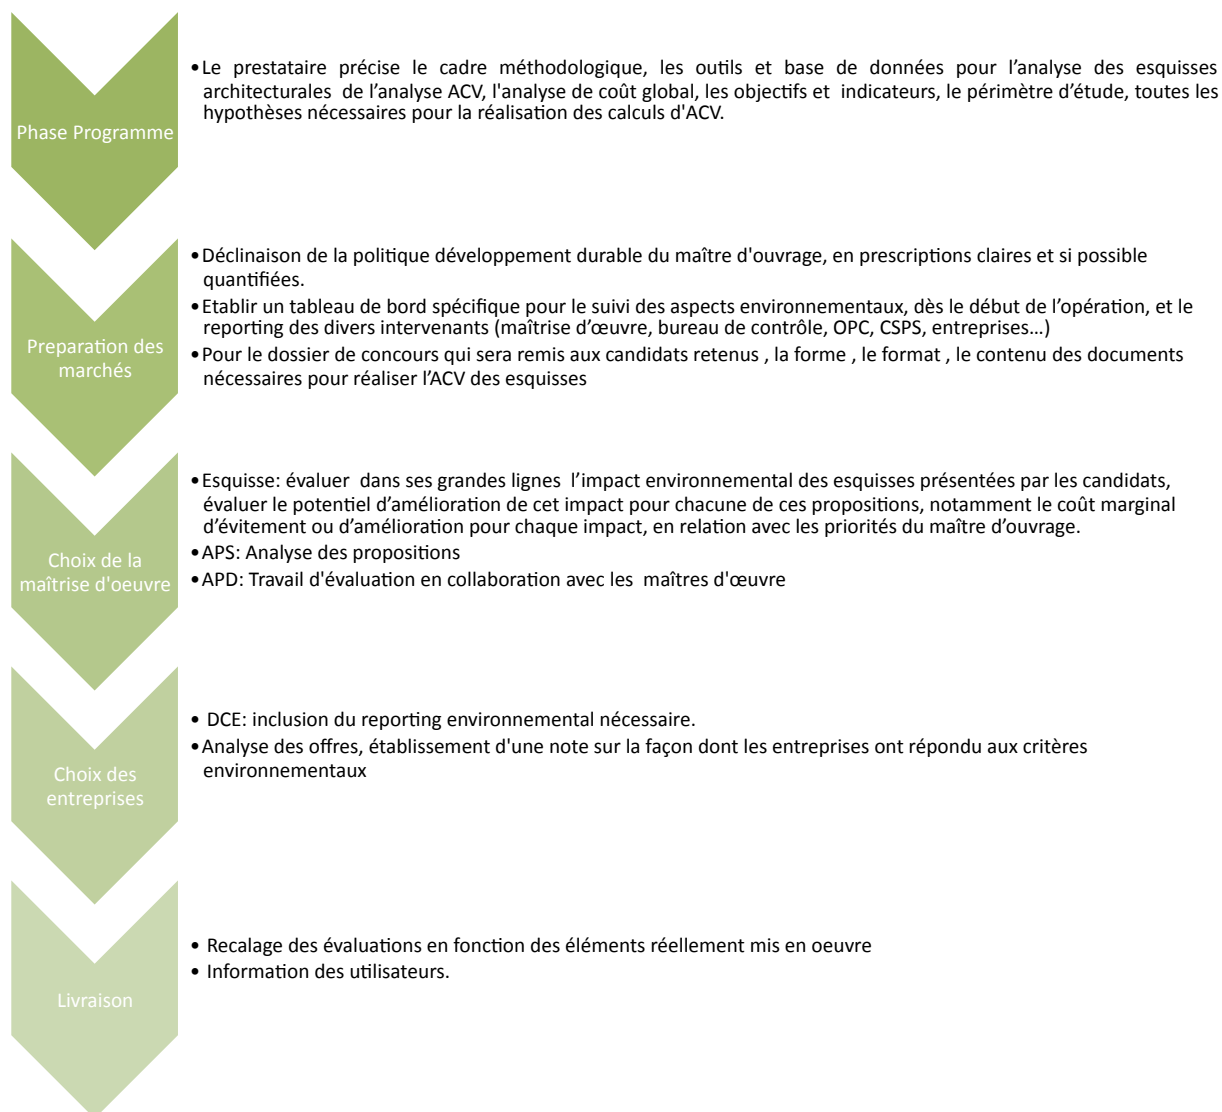 Phase Programme
•Le prestataire précise le cadre méthodologique, les outils et base de données pour l’analyse des esquisses
architecturales de l’analyse ACV, l'analyse de coût global, les objectifs et indicateurs, le périmètre d’étude, toutes les
hypothèses nécessaires pour la réalisation des calculs d'ACV.
Preparation des
marchés
•Déclinaison de la politique développement durable du maître d'ouvrage, en prescriptions claires et si possible
quantifiées.
•Etablir un tableau de bord spécifique pour le suivi des aspects environnementaux, dès le début de l’opération, et le
reporting des divers intervenants (maîtrise d’œuvre, bureau de contrôle, OPC, CSPS, entreprises…)
•Pour le dossier de concours qui sera remis aux candidats retenus , la forme , le format , le contenu des documents
nécessaires pour réaliser l’ACV des esquisses
Choix de la
maîtrise d'oeuvre
•Esquisse: évaluer dans ses grandes lignes l’impact environnemental des esquisses présentées par les candidats,
évaluer le potentiel d’amélioration de cet impact pour chacune de ces propositions, notamment le coût marginal
d’évitement ou d’amélioration pour chaque impact, en relation avec les priorités du maître d’ouvrage.
•APS: Analyse des propositions
•APD: Travail d'évaluation en collaboration avec les maîtres d'œuvre
Choix des
entreprises
• DCE: inclusion du reporting environnemental nécessaire.
•Analyse des offres, établissement d'une note sur la façon dont les entreprises ont répondu aux critères
environnementaux
Livraison
• Recalage des évaluations en fonction des éléments réellement mis en oeuvre
• Information des utilisateurs.